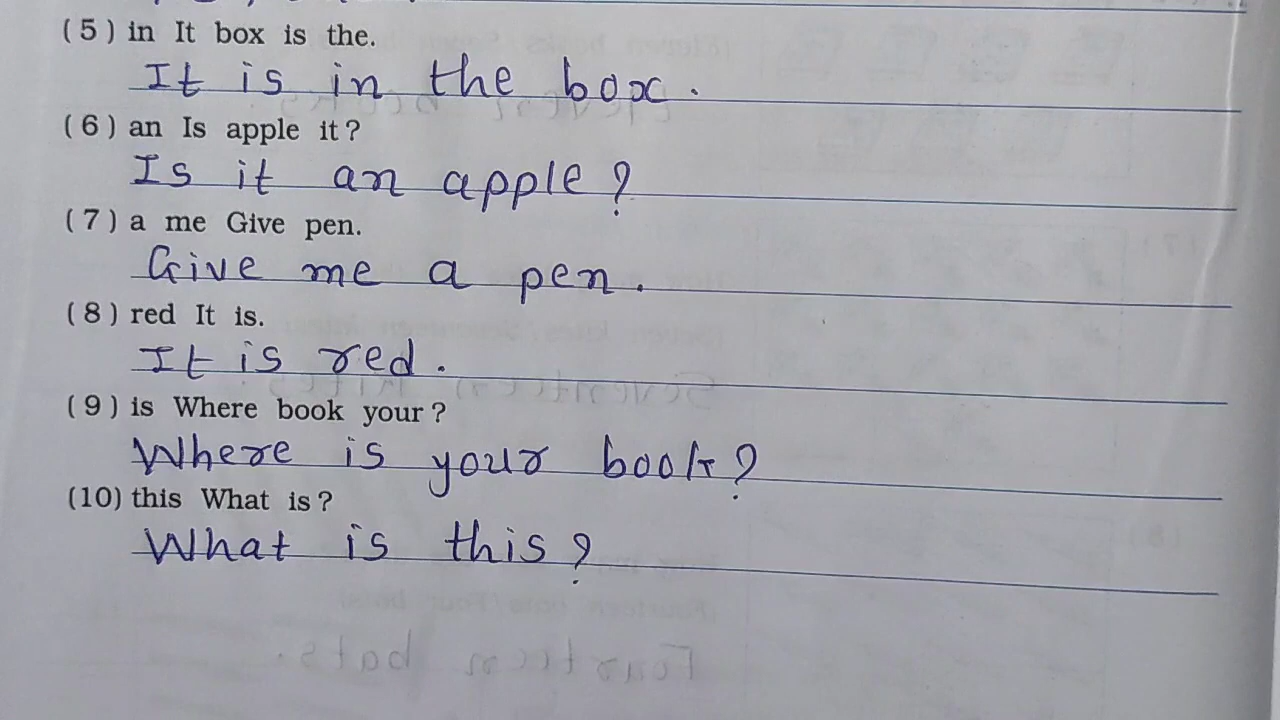 (5) in It box is the.
It is in the box.
(6) an Is apple it?
Is it an apple?
(7) a me Give pen.
Give me a pen.
(8) red It is.
It is red.
(9) is Where book your?
Where is your book?
(10) this What is?
What is this?